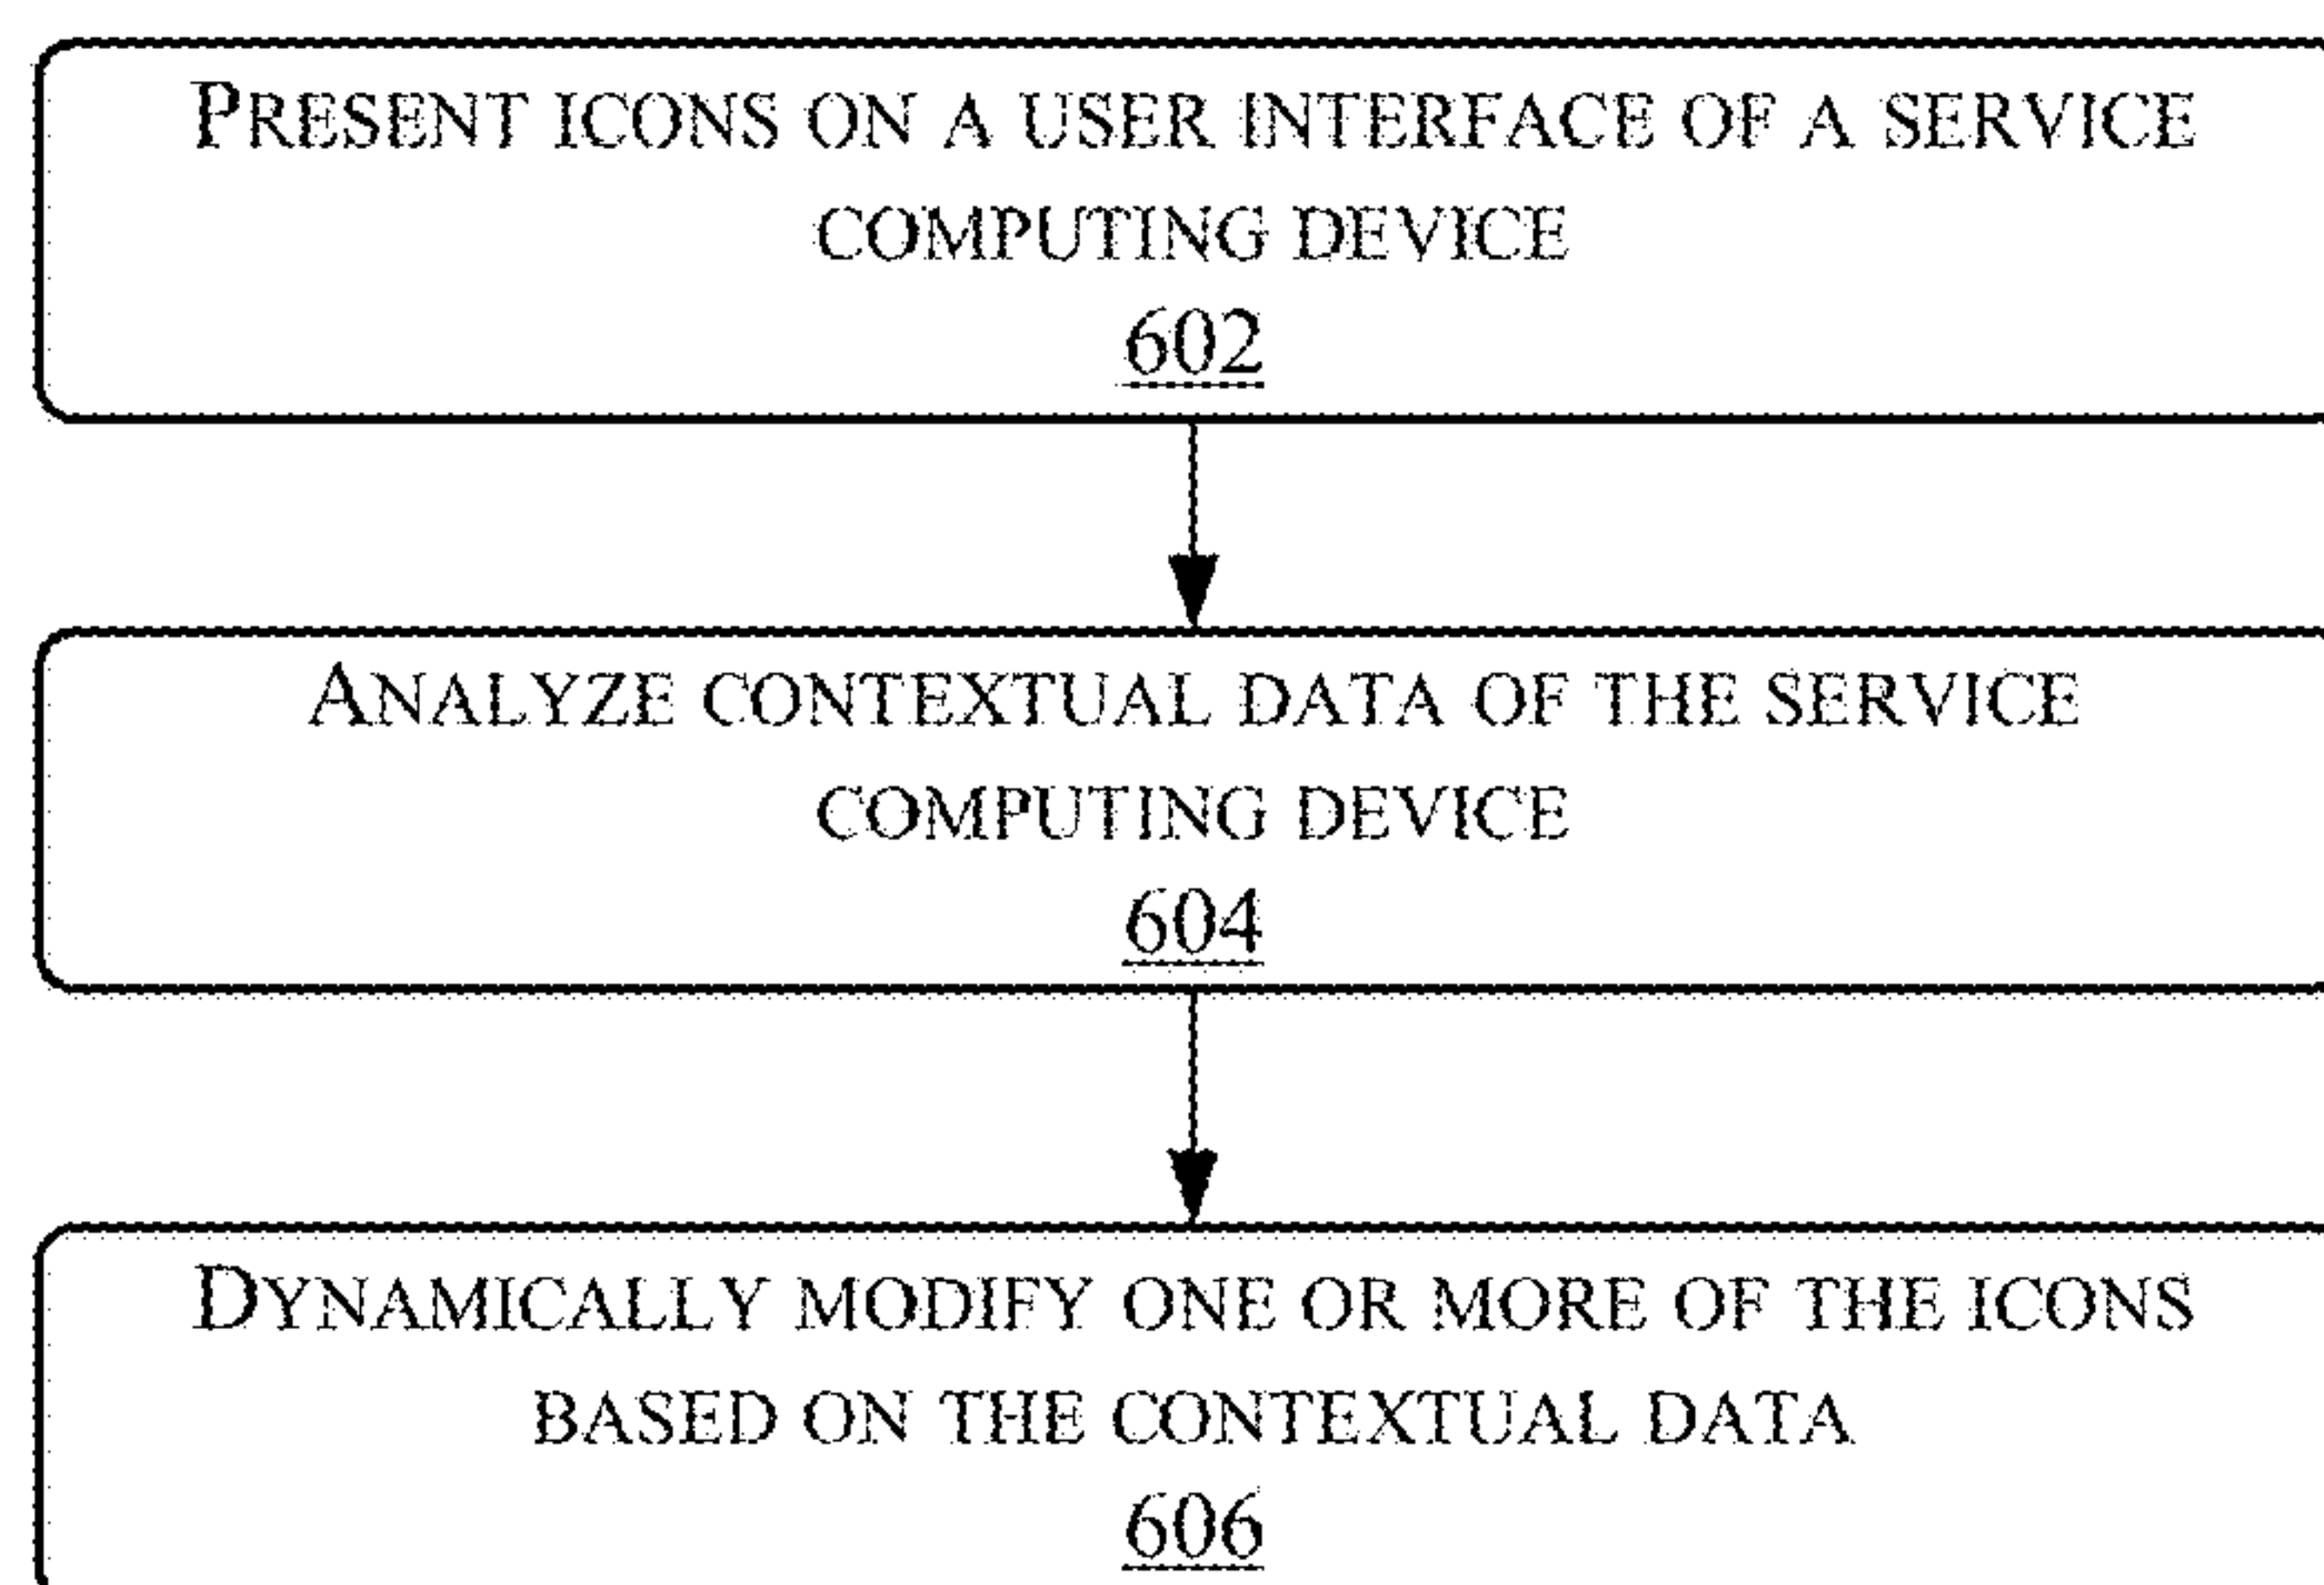 PRESENT ICONS ON A USER INTERFACE OF A SERVICE
COMPUTING DEVICE
602
ANALYZE CONTEXTUAL DATA OF THE SERVICE
COMPUTING DEVICE
604
DYNAMICALLY MODIFY ONE OR MORE OF THE ICONS
BASED ON THE CONTEXTUAL DATA
606